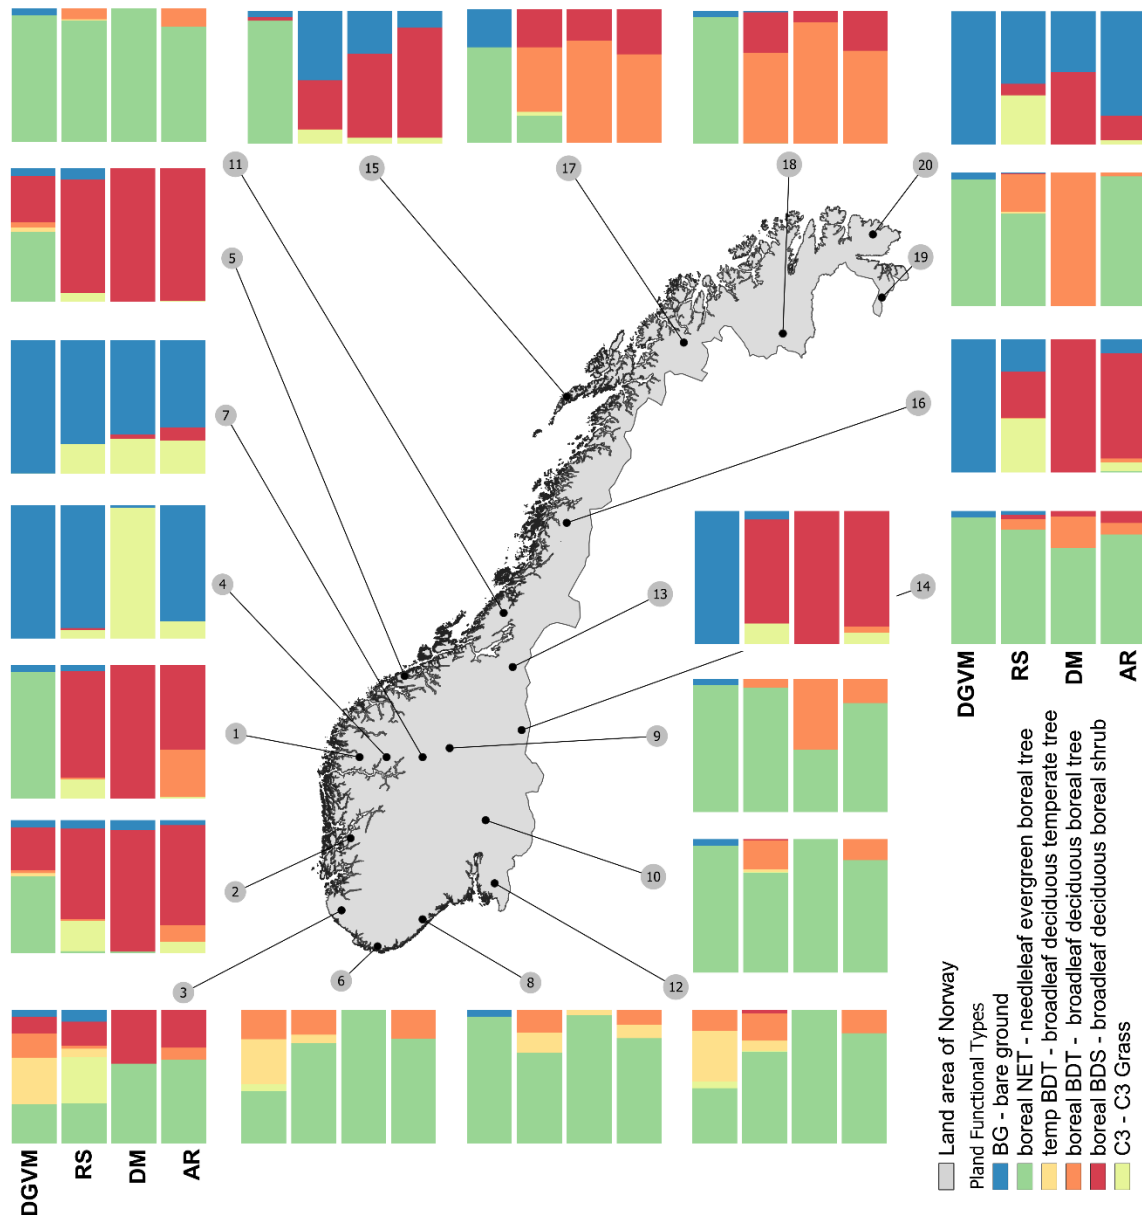 11
15
17
18
20
5
19
7
16
4
13
14
1
9
2
10
3
6
8
12
DGVM
RS
DM
AR
DGVM
RS
DM
AR
Land area of Norway
Pland Functional Types
BG - bare ground
boreal NET - needleleaf evergreen boreal tree
temp BDT - broadleaf deciduous temperate tree
boreal BDT - broadleaf deciduous boreal tree
boreal BDS - broadleaf deciduous boreal shrub
C3 - C3 Grass